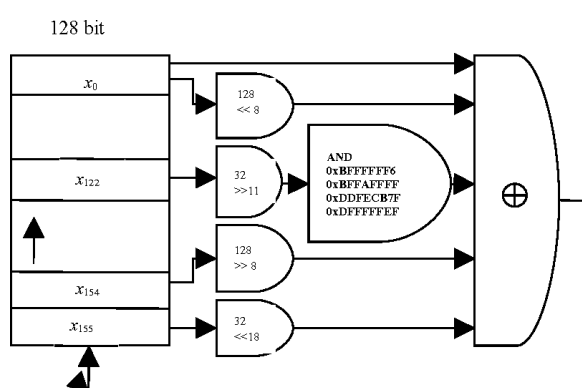 128 bit
x0
128
<< 8
x122
32
>>11
AND
0xBFFFFFF6
0xBFFAFFFF
0xDDFECB7F
0xDFFFFFEF
⊕
128
>> 8
x154
x155
32
<<18